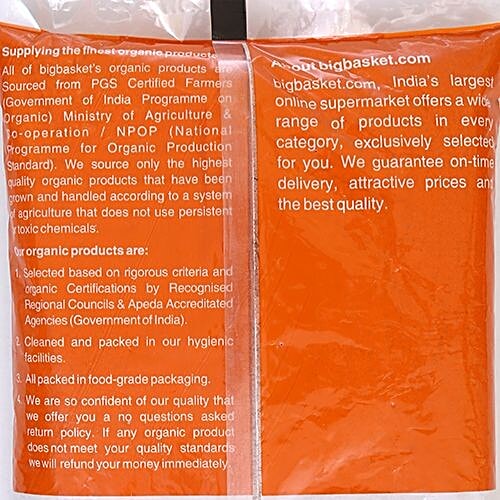 Supplying the finest organic products
All of bigbasket's organic products are
Sourced from PGS Certified Farmers
(Government of India Programme on
Organic) Ministry of Agriculture &
Co-operation / NPOP (National
Programme for Organic Production
Standard). We source only the highest
quality organic products that have been
grown and handled according to a system
of agriculture that does not use persistent
or toxic chemicals.
Our organic products are:
1. Selected based on rigorous criteria and
organic Certifications by Recognised
Regional Councils & Apeda Accreditated
Agencies (Government of India).
2. Cleaned and packed in our hygienic
facilities.
3. All packed in food-grade packaging.
4. We are so confident of our quality that
we offer you a no questions asked
return policy. If any organic product
does not meet your quality standards
we will refund your money immediately.
About bigbasket.com
bigbasket.com, India's largest
online supermarket offers a wide
range of products in every
category, exclusively selected
for you. We guarantee on-time
delivery, attractive prices and
the best quality.